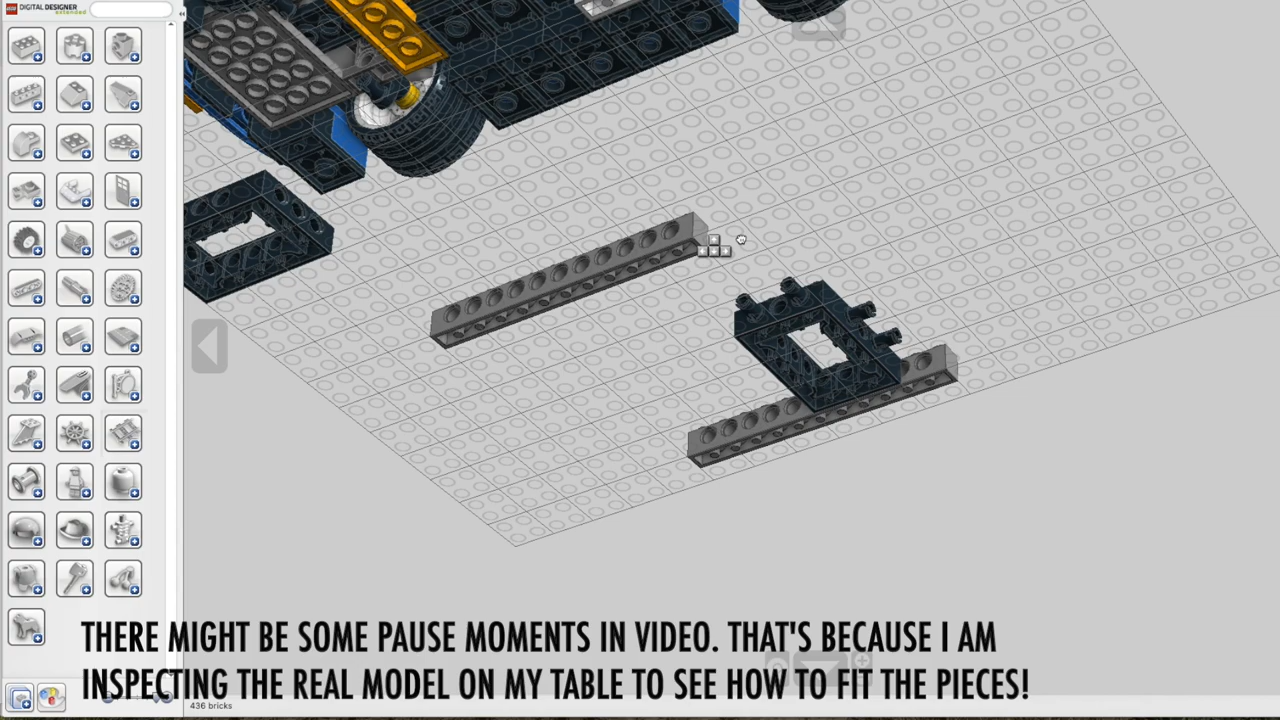 DIGITAL DESIGNER
extended
THERE MIGHT BE SOME PAUSE MOMENTS IN VIDEO. THAT'S BECAUSE I AM
INSPECTING THE REAL MODEL ON MY TABLE TO SEE HOW TO FIT THE PIECES!
436 bricks